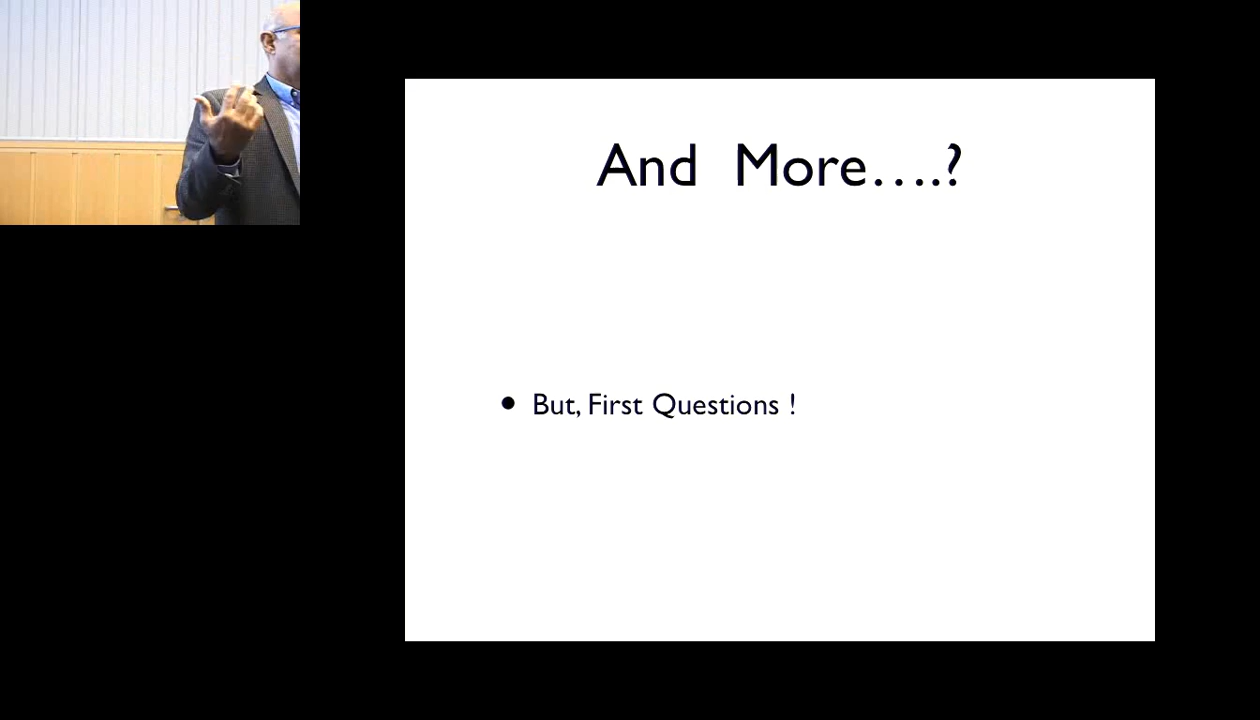 And More….?
• But, First Questions !